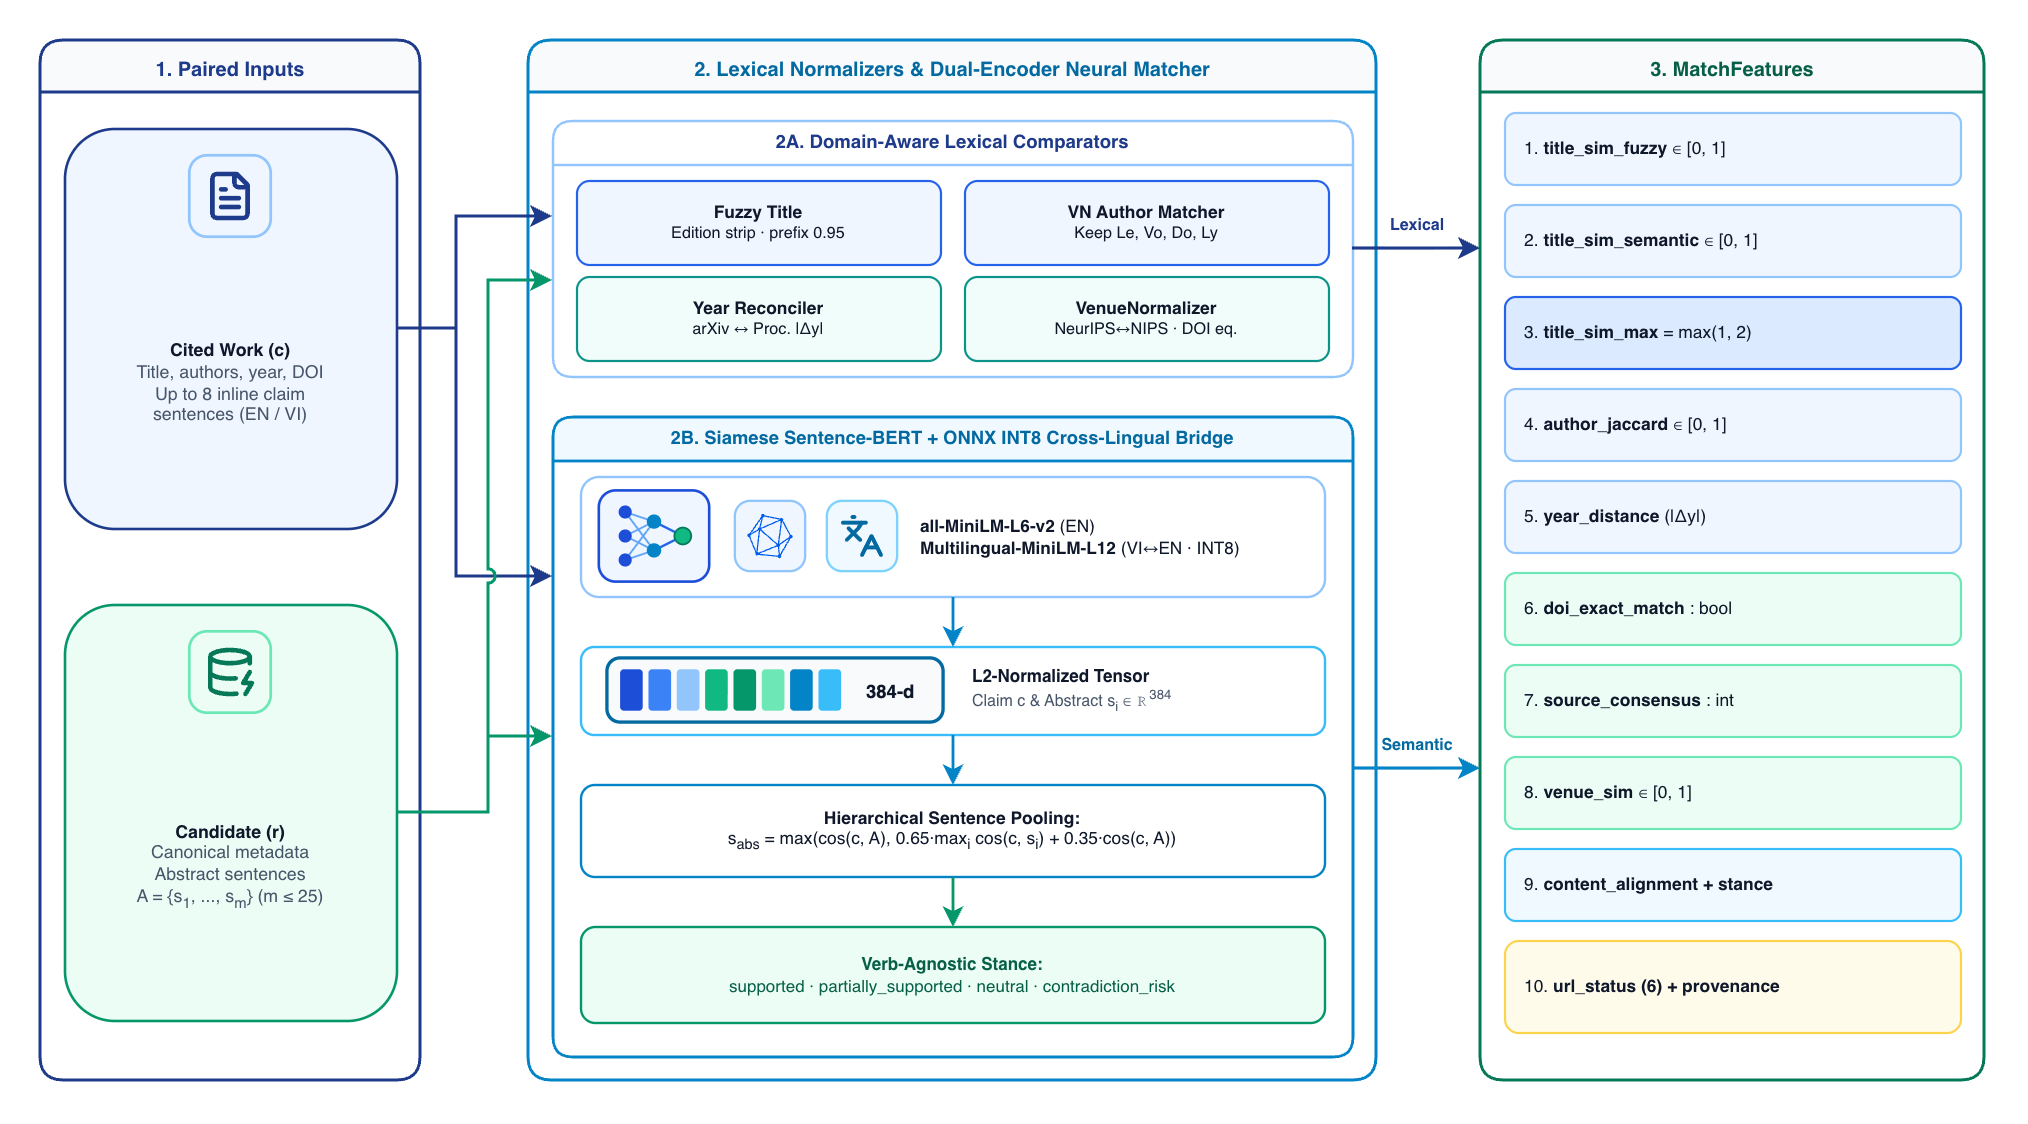 1. Paired Inputs
Cited Work (c)
Title, authors, year, DOI
Up to 8 inline claim
sentences (EN / VI)
Candidate (r)
Canonical metadata
Abstract sentences
A = {s₁, ..., sₘ} (m ≤ 25)
2. Lexical Normalizers & Dual-Encoder Neural Matcher
2A. Domain-Aware Lexical Comparators
Fuzzy Title
Edition strip · prefix 0.95
VN Author Matcher
Keep Le, Vo, Do, Ly
Year Reconciler
arXiv ↔ Proc. |Δy|
VenueNormalizer
NeurIPS↔NIPS · DOI eq.
2B. Siamese Sentence-BERT + ONNX INT8 Cross-Lingual Bridge
all-MiniLM-L6-v2 (EN)
Multilingual-MiniLM-L12 (VI↔EN · INT8)
384-d
L2-Normalized Tensor
Claim c & Abstract sᵢ ∈ ℝ³⁸⁴
Hierarchical Sentence Pooling:
s_abs = max(cos(c, A), 0.65·maxᵢ cos(c, sᵢ) + 0.35·cos(c, A))
Verb-Agnostic Stance:
supported · partially_supported · neutral · contradiction_risk
Lexical
Semantic
3. MatchFeatures
1. title_sim_fuzzy ∈ [0, 1]
2. title_sim_semantic ∈ [0, 1]
3. title_sim_max = max(1, 2)
4. author_jaccard ∈ [0, 1]
5. year_distance (|Δy|)
6. doi_exact_match : bool
7. source_consensus : int
8. venue_sim ∈ [0, 1]
9. content_alignment + stance
10. url_status (6) + provenance